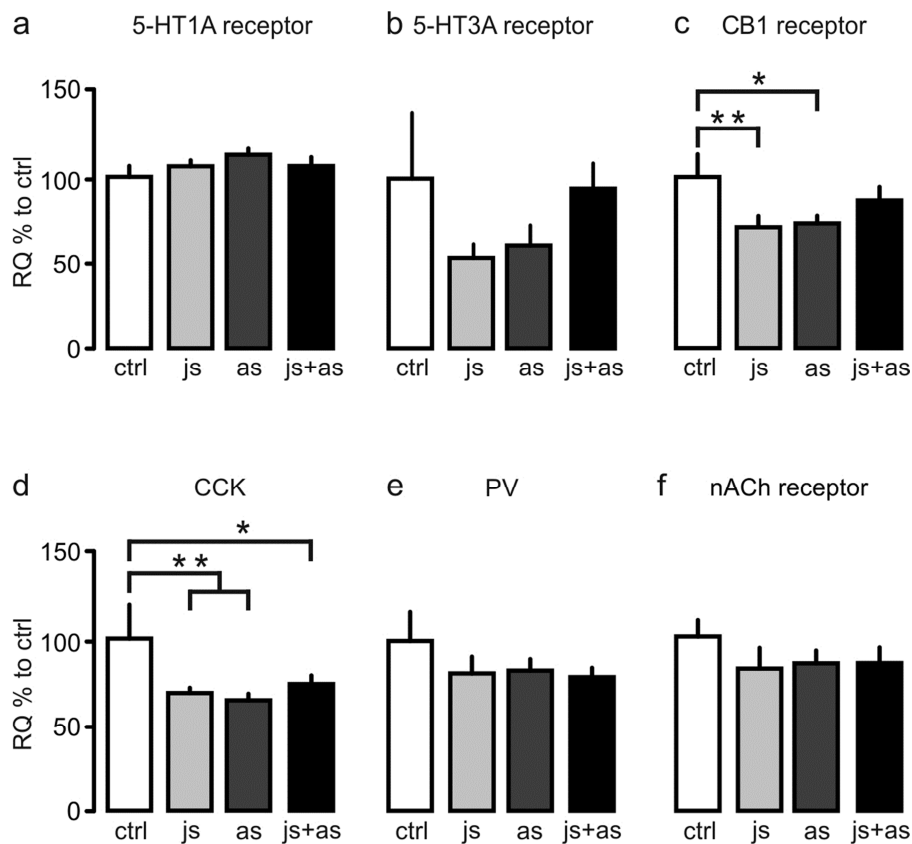 a 5-HT1A receptor b 5-HT3A receptor c CB1 receptor
RQ % to ctrl
150
100
50
0
* *
*
ctrl js as js+as ctrl js as js+as ctrl js as js+as
d CCK e PV f nACh receptor
RQ % to ctrl
150
100
50
0
* *
*
ctrl js as js+as ctrl js as js+as ctrl js as js+as